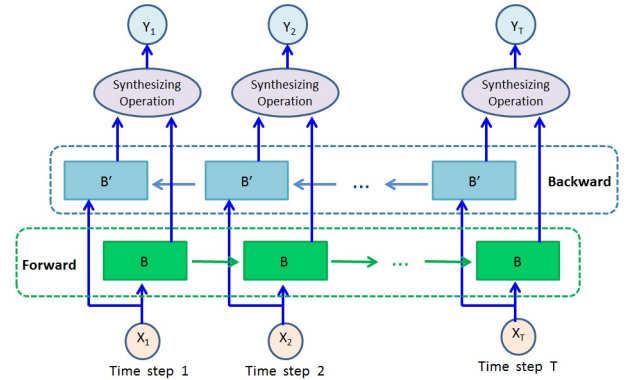 Y1 Y2 YT
Synthesizing Operation
Synthesizing Operation
Synthesizing Operation
B’ B’ ... B’ Backward
Forward B B ... B
X1 X2 XT
Time step 1 Time step 2 Time step T